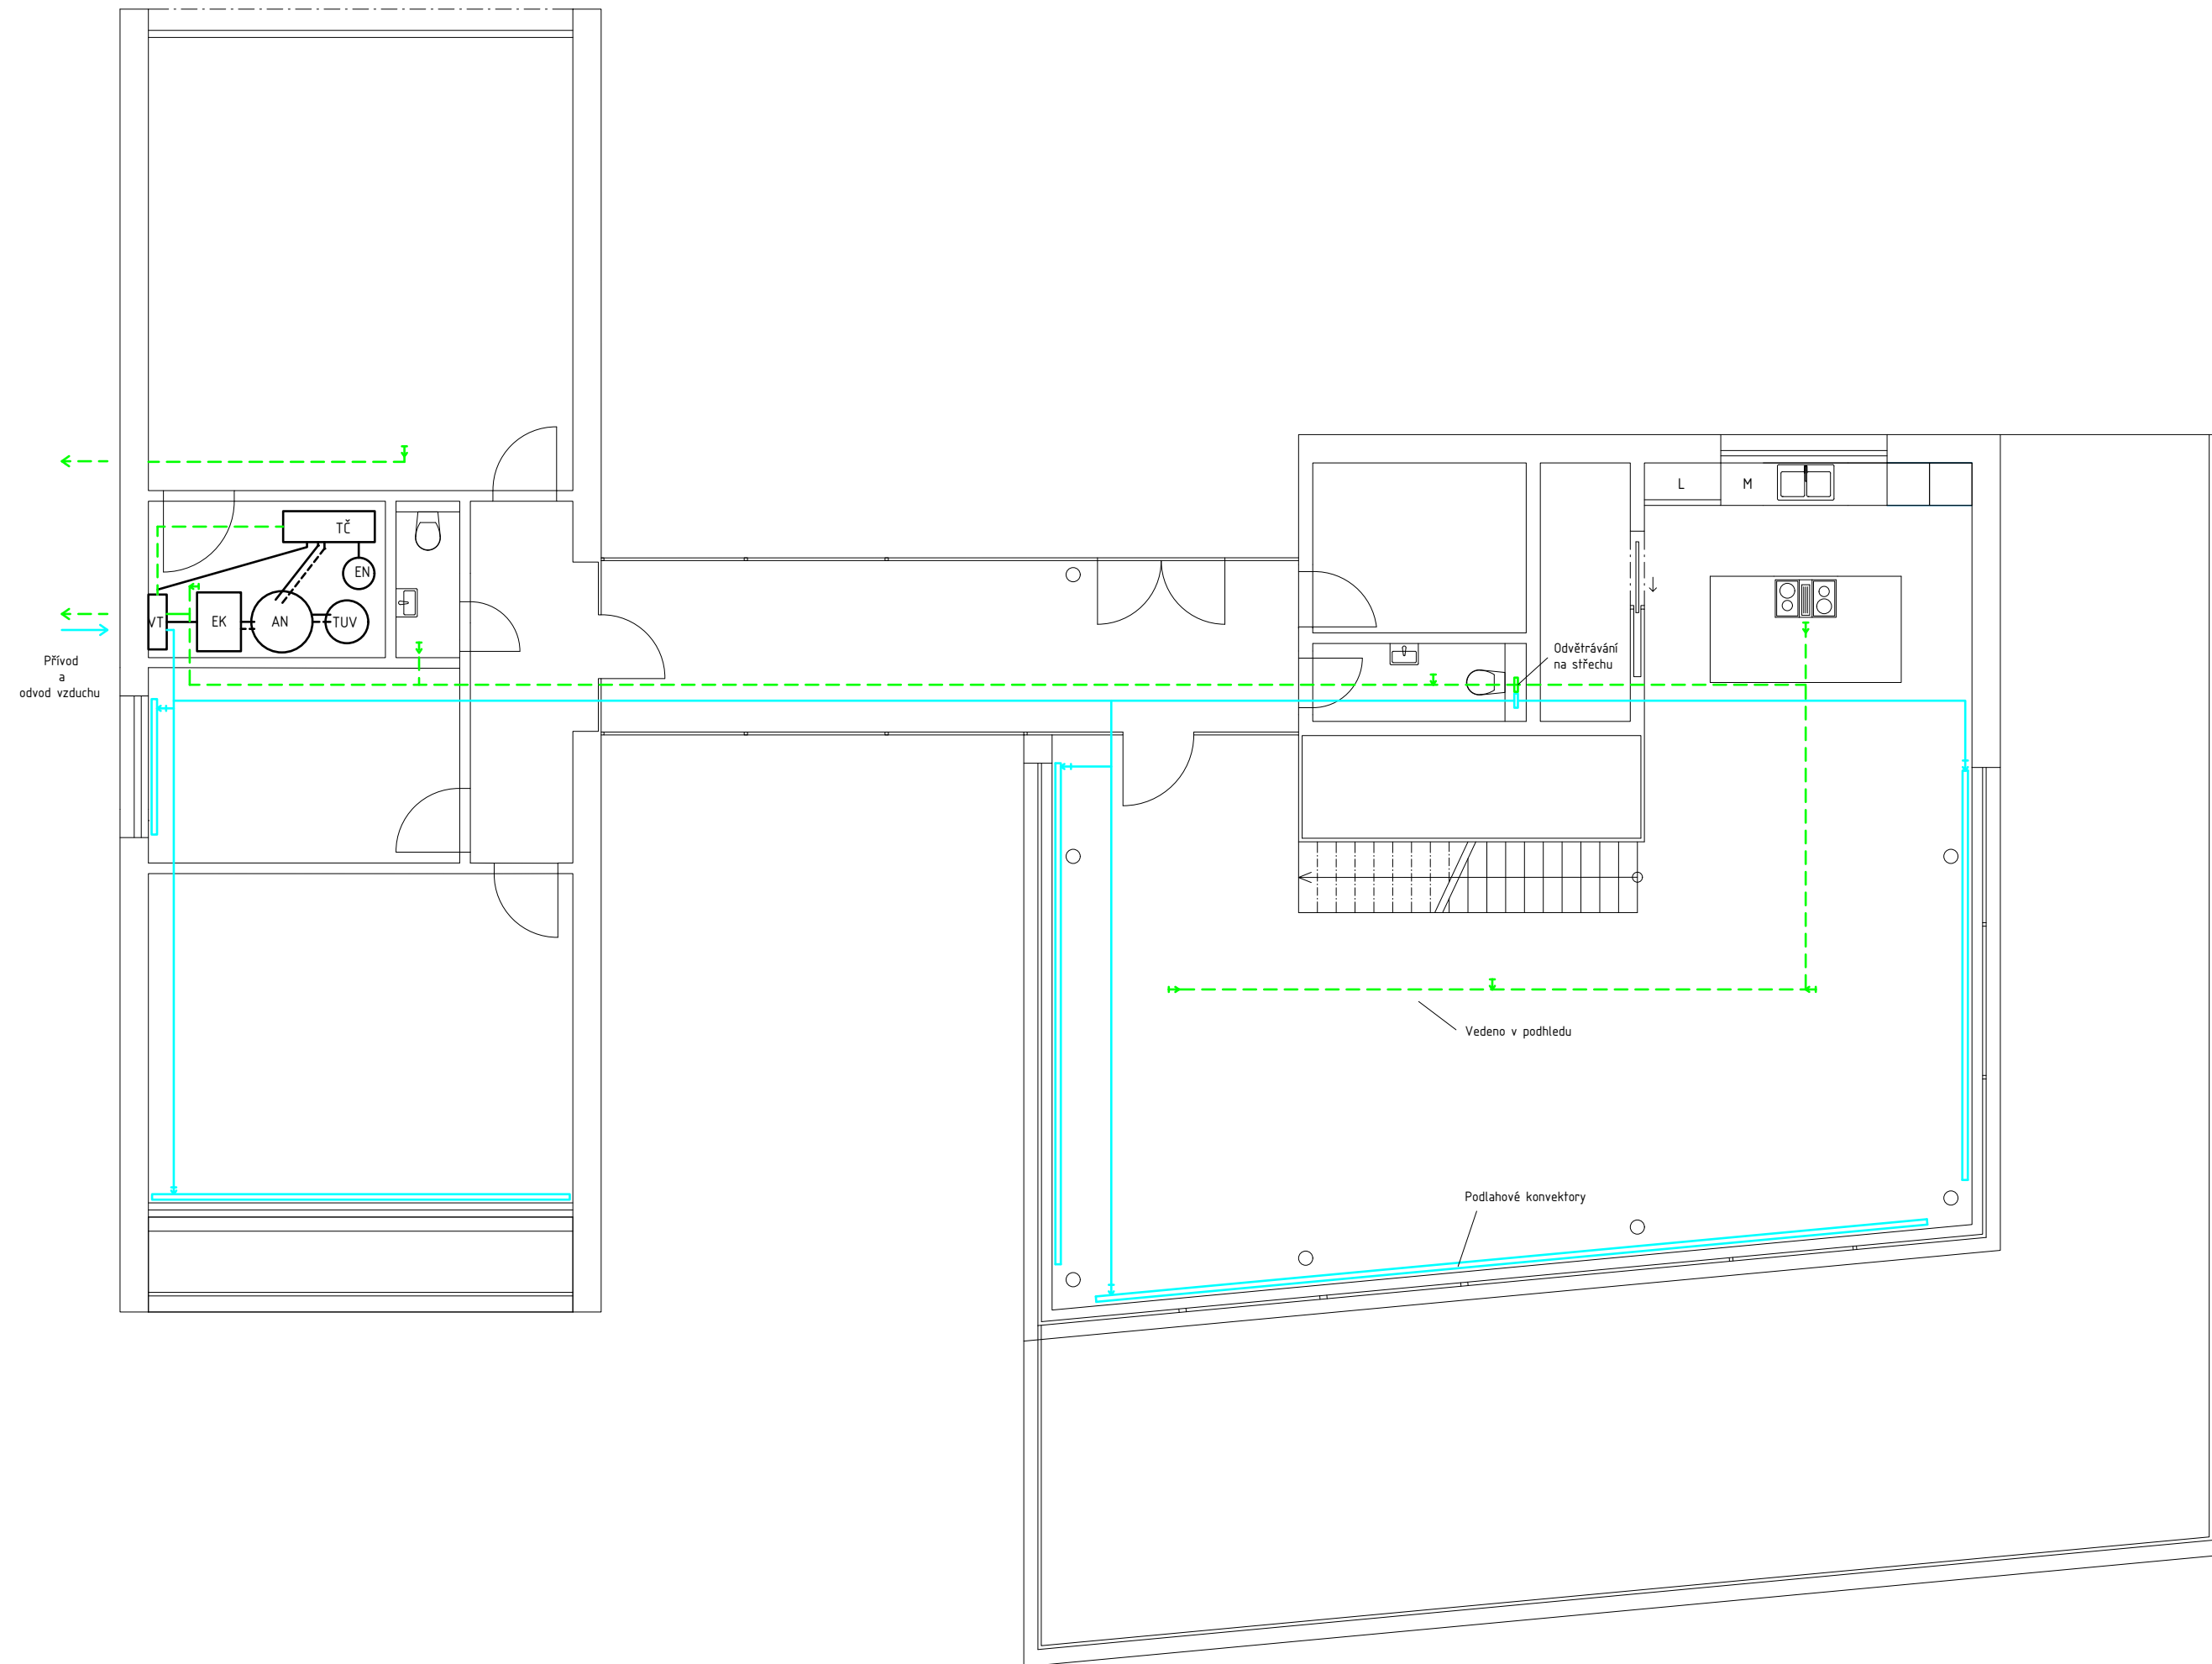 L
M
TČ
EN
VT
EK
AN
TUV
Přívod
a
odvod vzduchu
Odvětrávání
na střechu
Vedeno v podhledu
Podlahové konvektory